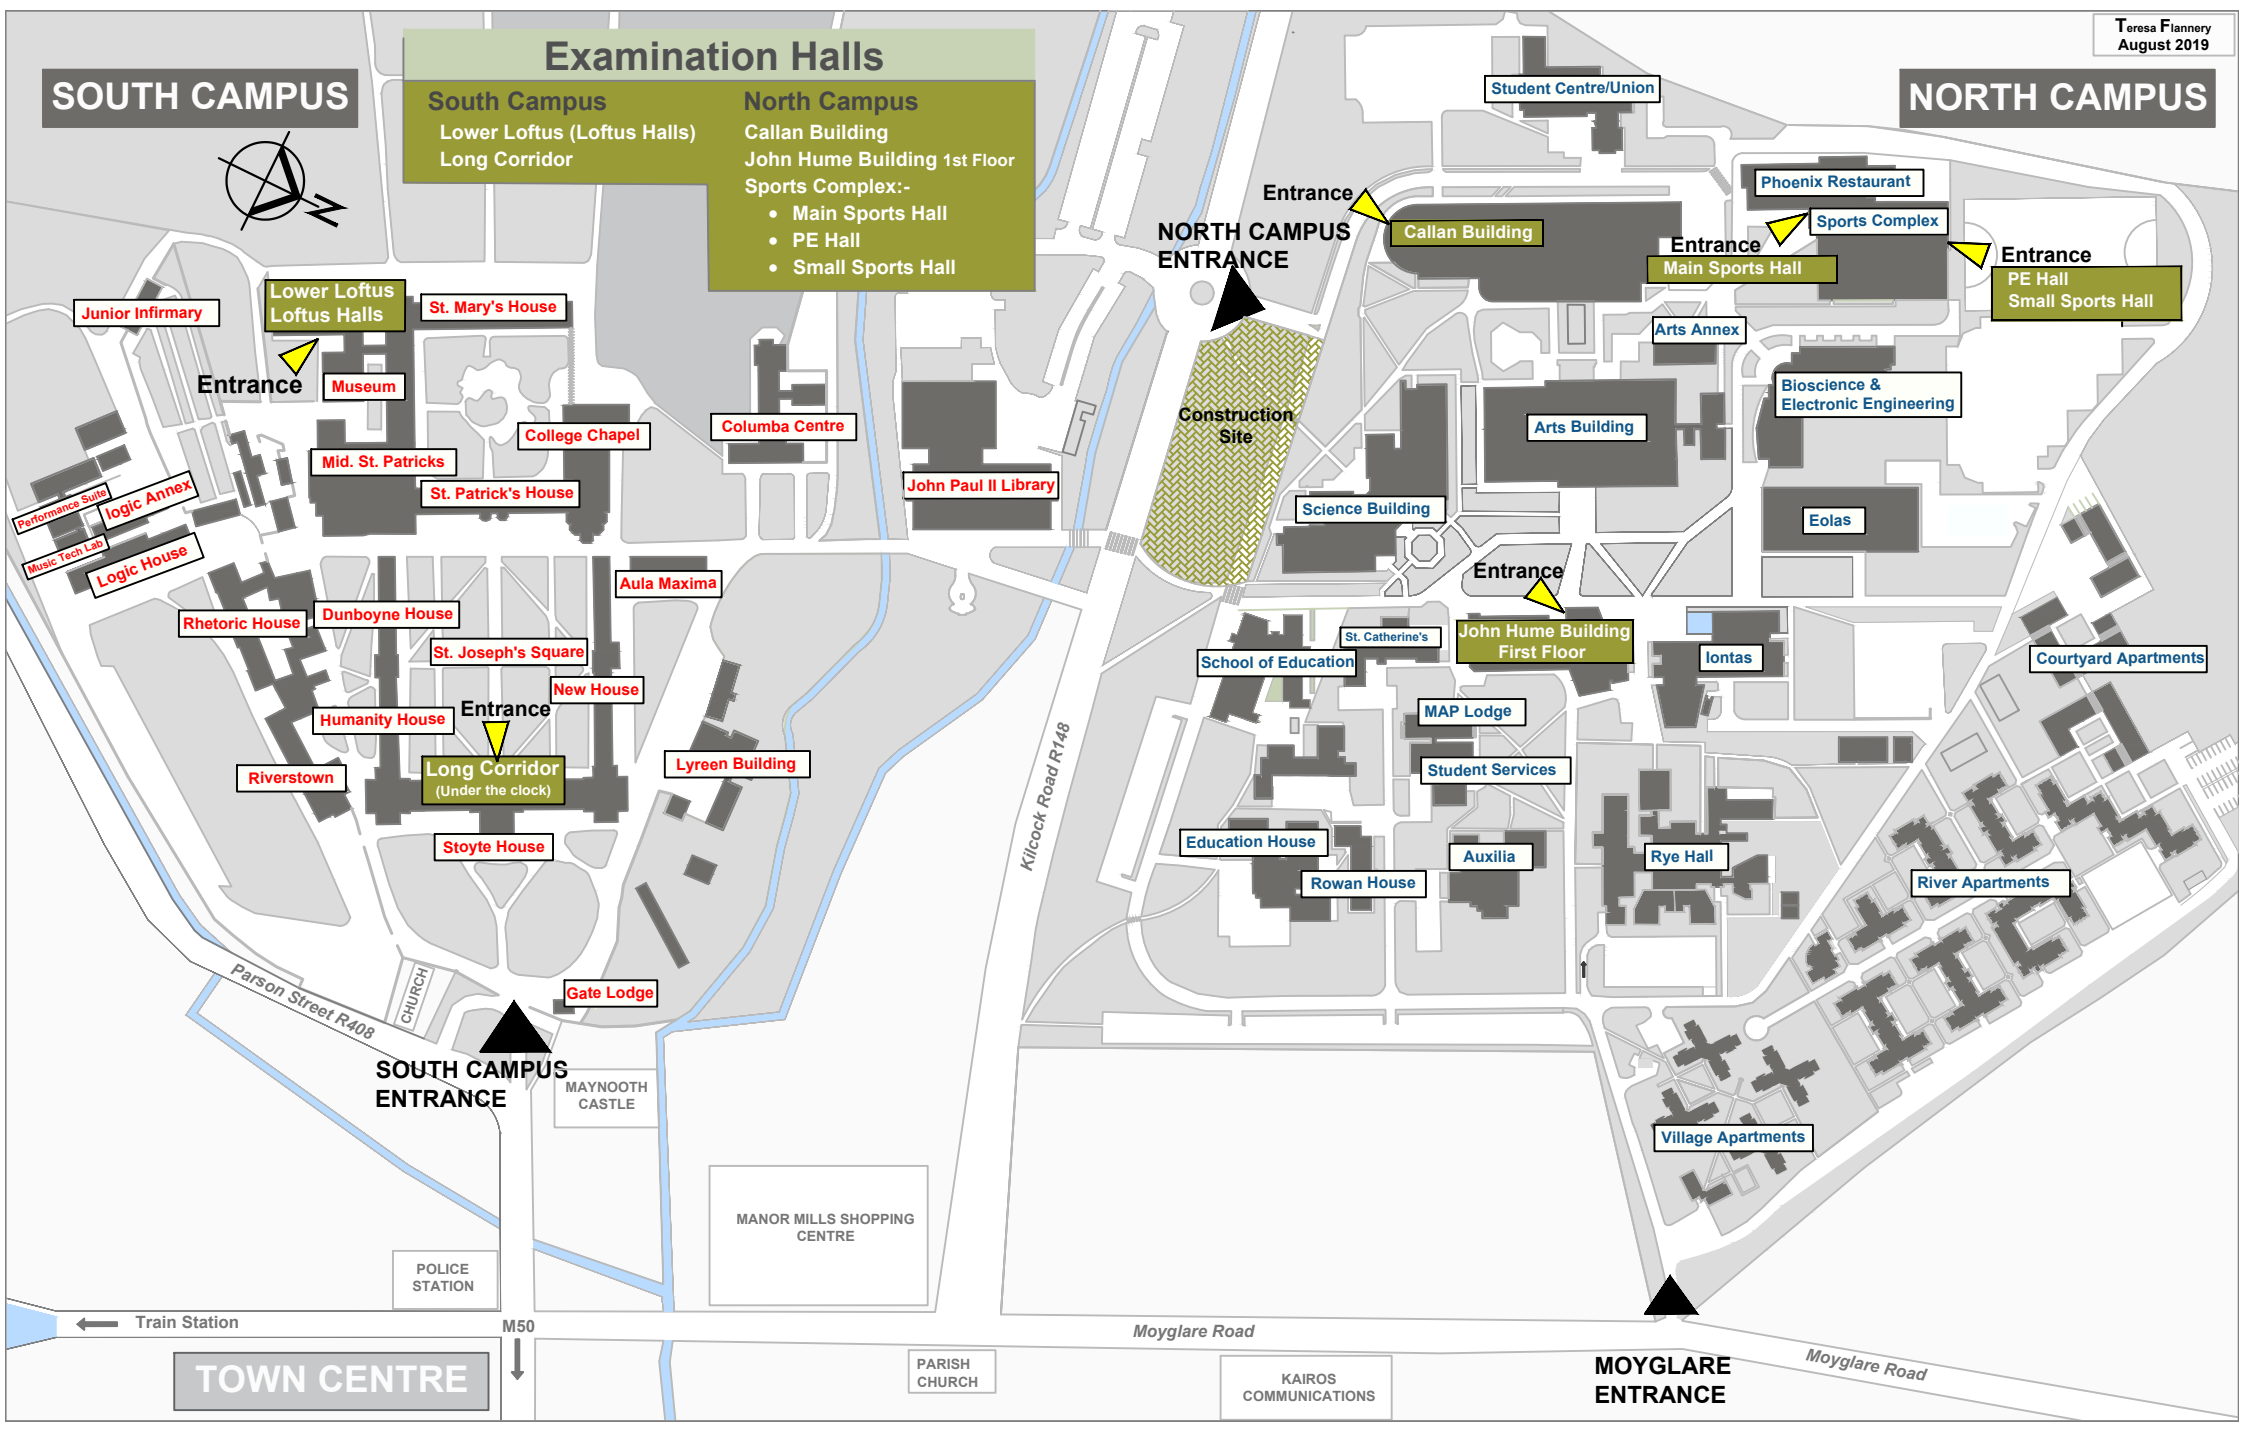 Teresa Flannery
August 2019
SOUTH CAMPUS
NORTH CAMPUS
Examination Halls
South Campus
Lower Loftus (Loftus Halls)
Long Corridor
North Campus
Callan Building
John Hume Building 1st Floor
Sports Complex:-
• Main Sports Hall
• PE Hall
• Small Sports Hall
N
Junior Infirmary
Lower Loftus
Loftus Halls
St. Mary's House
Entrance
Museum
College Chapel
Mid. St. Patricks
St. Patrick's House
Columba Centre
John Paul II Library
Performance Suite
logic Annex
Music Tech Lab
Logic House
Aula Maxima
Rhetoric House
Dunboyne House
St. Joseph's Square
New House
Humanity House
Entrance
Riverstown
Long Corridor
(Under the clock)
Lyreen Building
Stoyte House
Gate Lodge
CHURCH
Parson Street R408
SOUTH CAMPUS
ENTRANCE
MAYNOOTH
CASTLE
MANOR MILLS SHOPPING
CENTRE
POLICE
STATION
Train Station
M50
TOWN CENTRE
Kilcock Road R148
Moyglare Road
PARISH
CHURCH
KAIROS
COMMUNICATIONS
MOYGLARE
ENTRANCE
Moyglare Road
Student Centre/Union
Entrance
NORTH CAMPUS
ENTRANCE
Callan Building
Phoenix Restaurant
Sports Complex
Entrance
Main Sports Hall
Entrance
PE Hall
Small Sports Hall
Arts Annex
Construction
Site
Arts Building
Bioscience &
Electronic Engineering
Science Building
Eolas
Entrance
School of Education
St. Catherine's
John Hume Building
First Floor
Iontas
Courtyard Apartments
MAP Lodge
Student Services
Education House
Rowan House
Auxilia
Rye Hall
River Apartments
Village Apartments